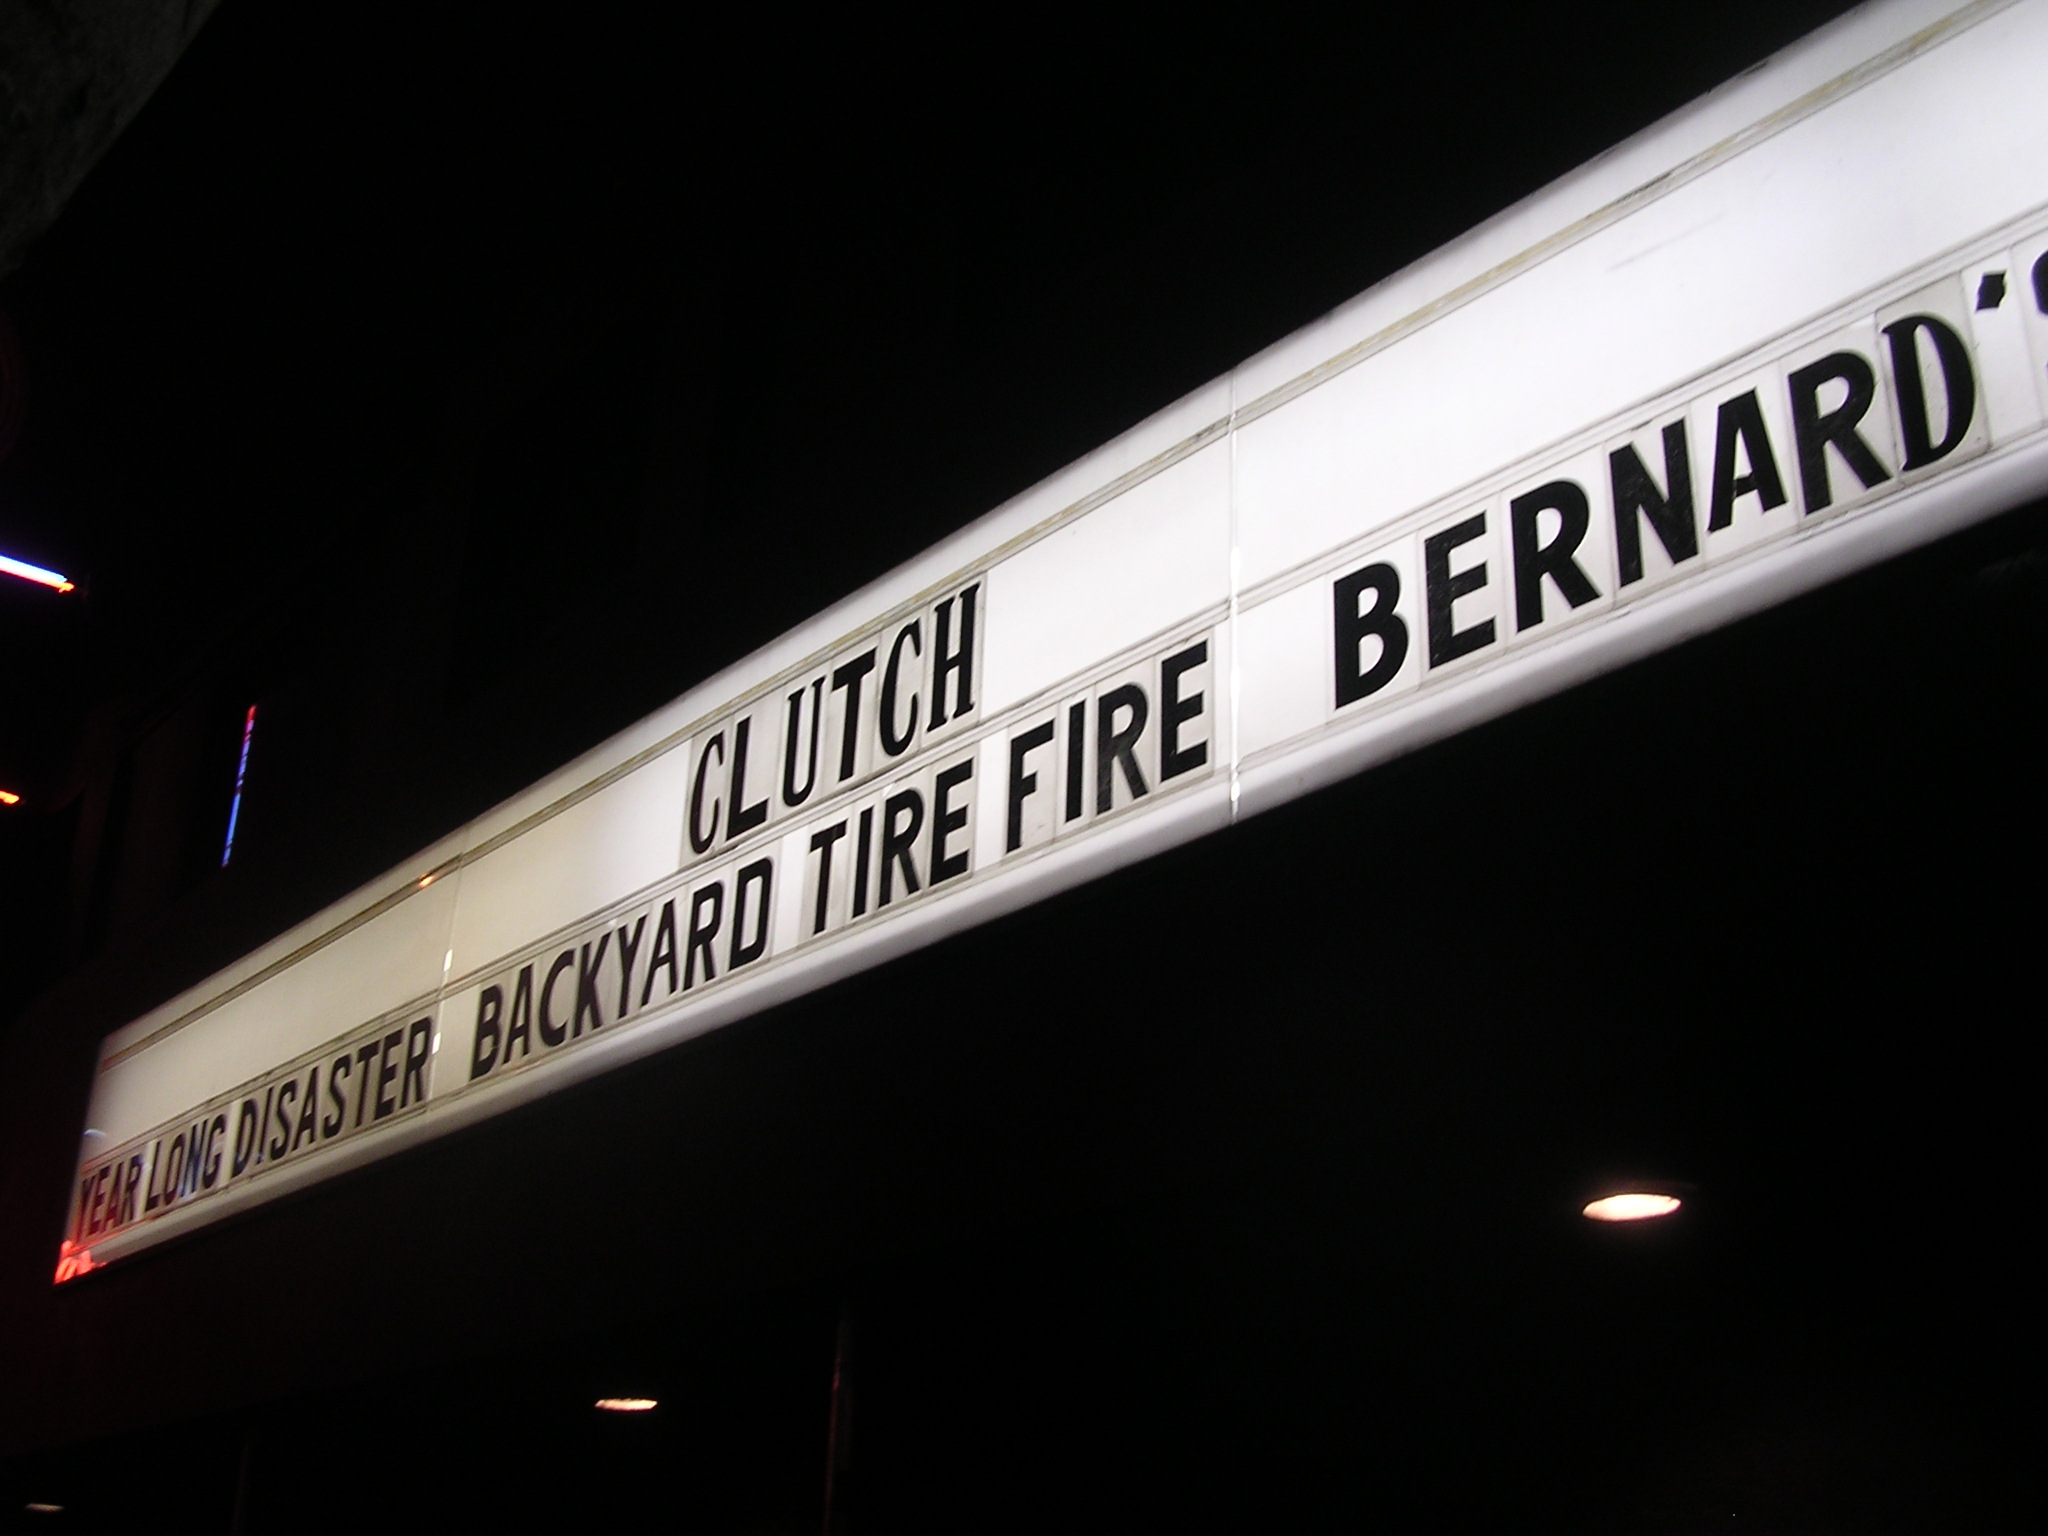 CLUTCH
YEAR LONG DISASTER BACKYARD TIRE FIRE BERNARD'S